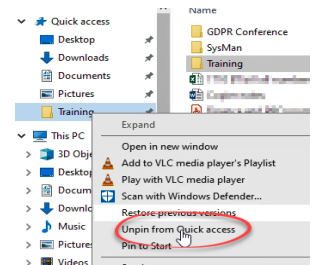 Name
Quick access
Desktop
Downloads
Documents
Pictures
Training
GDPR Conference
SysMan
Training
Expand
Open in new window
Add to VLC media player's Playlist
Play with VLC media player
Scan with Windows Defender...
Restore previous versions
Unpin from Quick access
Pin to Start
This PC
3D Obje
Desktop
Docum
Downlo
Music
Pictures
Videos